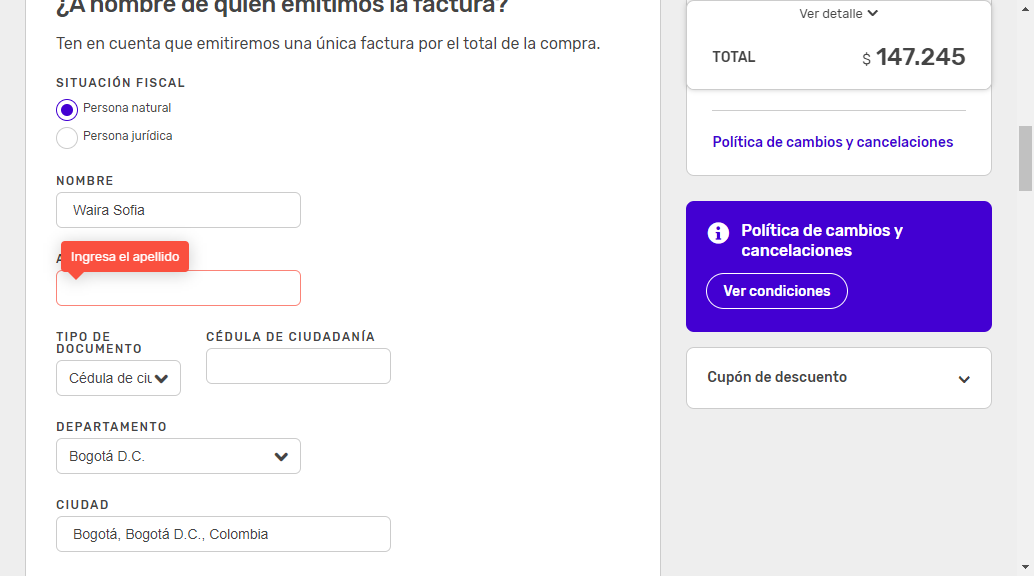 ¿A nombre de quién emitimos la factura?
Ten en cuenta que emitiremos una única factura por el total de la compra.
SITUACIÓN FISCAL
Persona natural
Persona jurídica
NOMBRE
Waira Sofia
Ingresa el apellido
TIPO DE
DOCUMENTO
Cédula de ciu
CÉDULA DE CIUDADANÍA
DEPARTAMENTO
Bogotá D.C.
CIUDAD
Bogotá, Bogotá D.C., Colombia
Ver detalle
TOTAL
$ 147.245
Política de cambios y cancelaciones
Política de cambios y
cancelaciones
Ver condiciones
Cupón de descuento